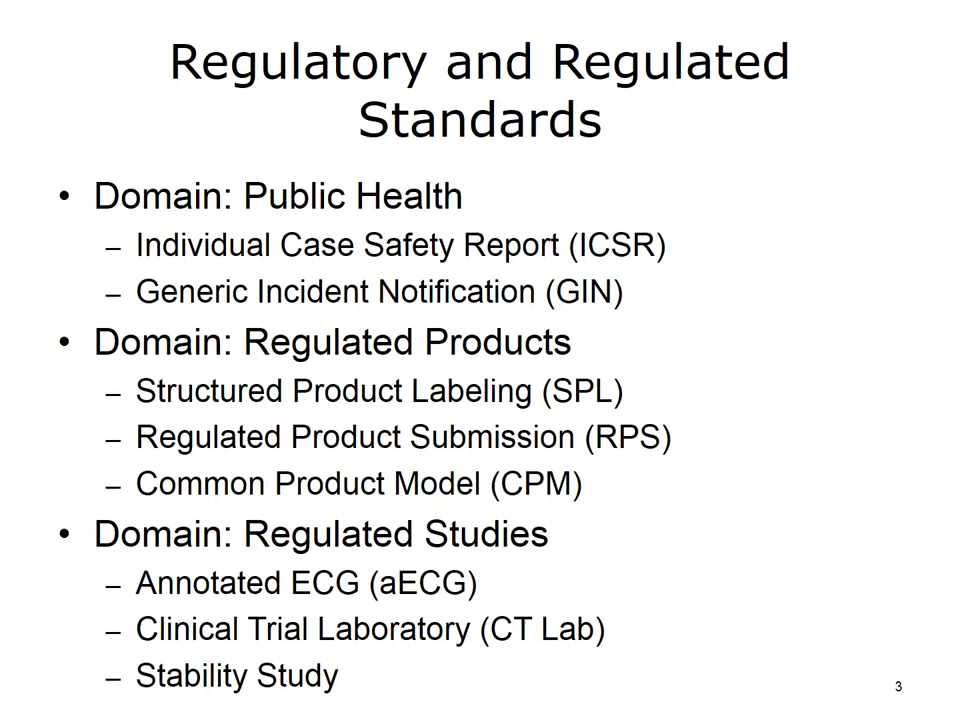 Regulatory and Regulated
Standards
• Domain: Public Health
– Individual Case Safety Report (ICSR)
– Generic Incident Notification (GIN)
• Domain: Regulated Products
– Structured Product Labeling (SPL)
– Regulated Product Submission (RPS)
– Common Product Model (CPM)
• Domain: Regulated Studies
– Annotated ECG (aECG)
– Clinical Trial Laboratory (CT Lab)
– Stability Study
3